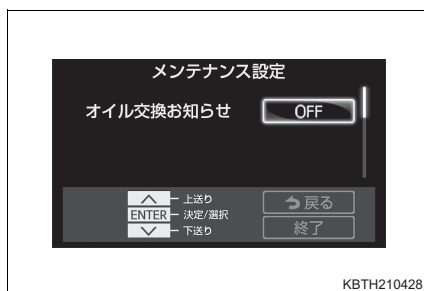 メンテナンス設定
オイル交換お知らせ OFF
上送り
ENTER 決定/選択
下送り
戻る
終了
KBTH210428